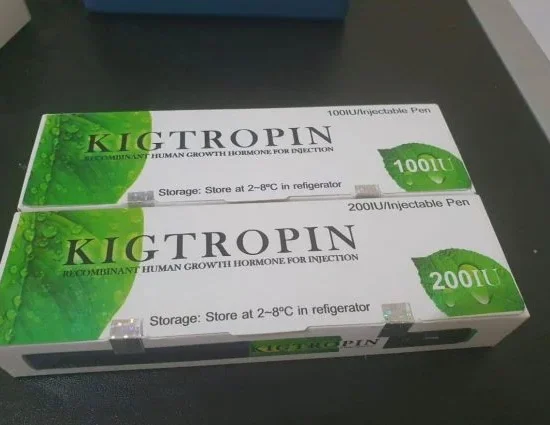 100IU/Injectable Pen
KIGTROPIN
RECOMBINANT HUMAN GROWTH HORMONE FOR INJECTION
100IU
Storage: Store at 2~8ºC in refigerator
200IU/Injectable Pen
KIGTROPIN
RECOMBINANT HUMAN GROWTH HORMONE FOR INJECTION
200IU
Storage: Store at 2~8ºC in refigerator
KIGTROPIN